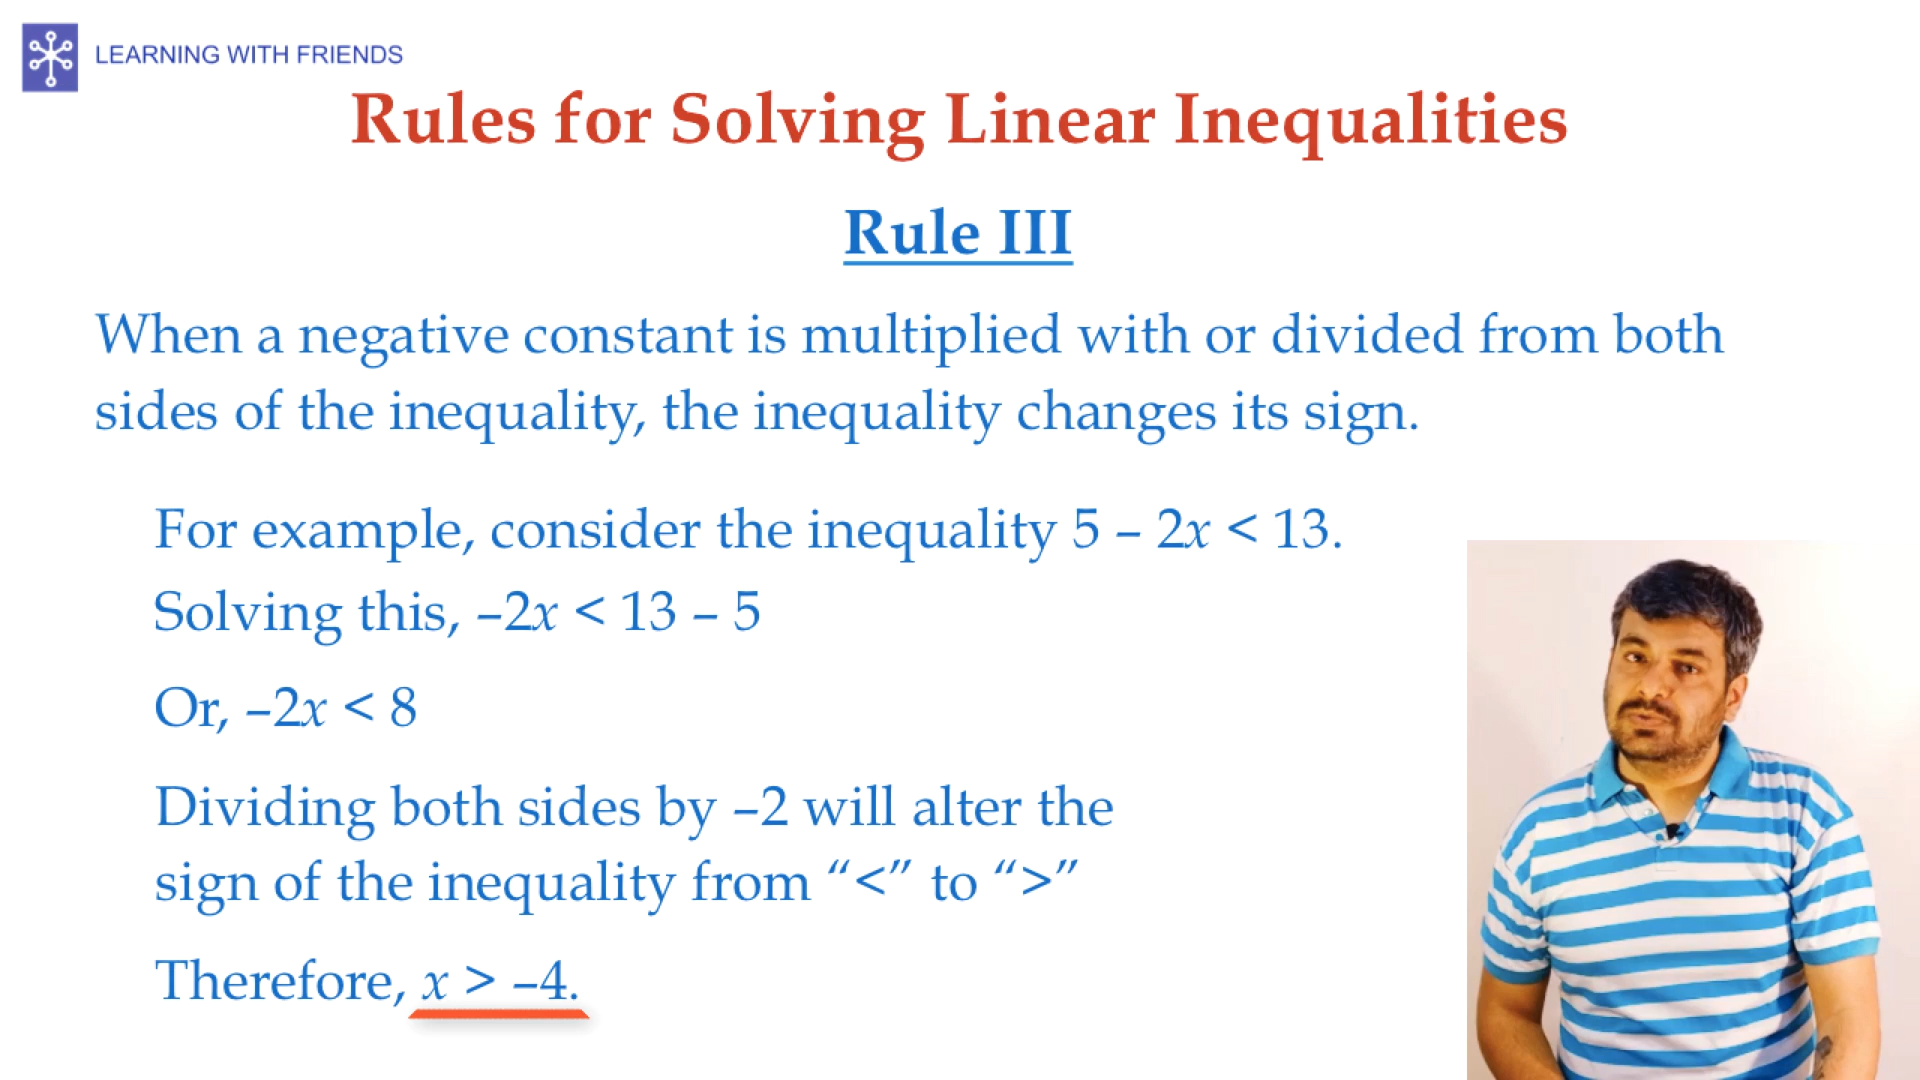 LEARNING WITH FRIENDS
Rules for Solving Linear Inequalities
Rule III
When a negative constant is multiplied with or divided from both
sides of the inequality, the inequality changes its sign.
For example, consider the inequality 5 – 2x < 13.
Solving this, –2x < 13 – 5
Or, –2x < 8
Dividing both sides by –2 will alter the
sign of the inequality from “<” to “>”
Therefore, x > –4.